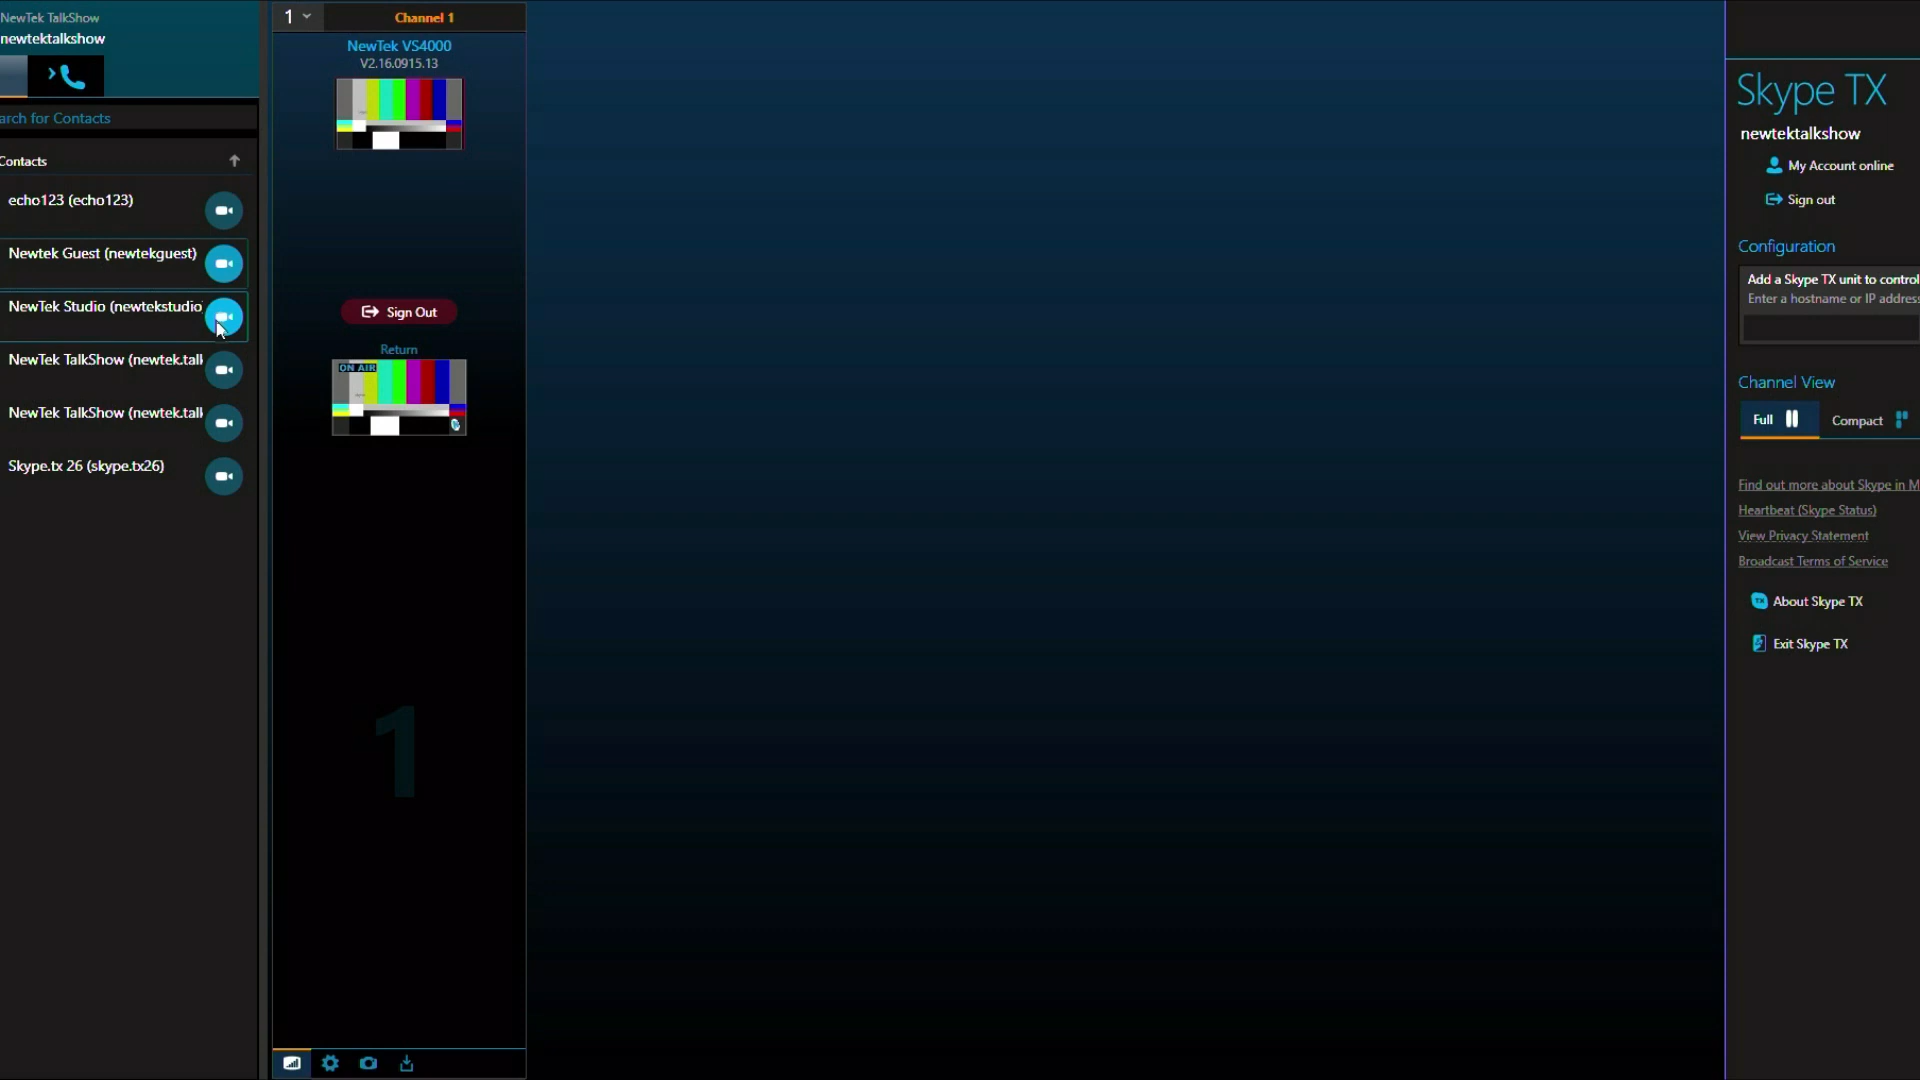 NewTek TalkShow
newtektalkshow
arch for Contacts
Contacts
echo123 (echo123)
Newtek Guest (newtekguest)
NewTek Studio (newtekstudio
NewTek TalkShow (newtek.talk
NewTek TalkShow (newtek.talk
Skype.tx 26 (skype.tx26)
1
Channel 1
NewTek VS4000
V2.16.0915.13
Sign Out
Return
ON AIR
1
Skype TX
newtektalkshow
My Account online
Sign out
Configuration
Add a Skype TX unit to control
Enter a hostname or IP address
Channel View
Full
Compact
Find out more about Skype in M
Heartbeat (Skype Status)
View Privacy Statement
Broadcast Terms of Service
About Skype TX
Exit Skype TX